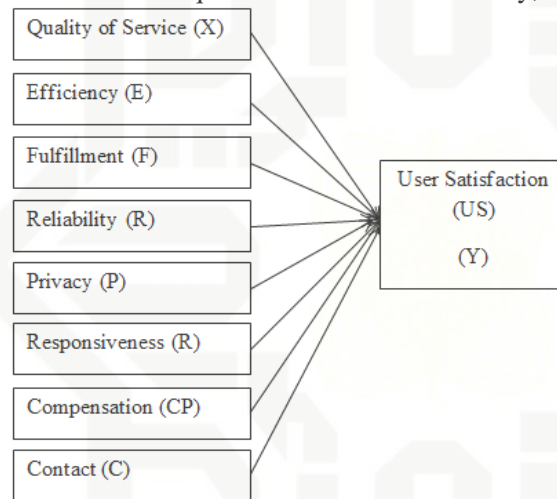 Quality of Service (X)
Efficiency (E)
Fulfillment (F)
Reliability (R)
Privacy (P)
Responsiveness (R)
Compensation (CP)
Contact (C)
User Satisfaction
(US)
(Y)